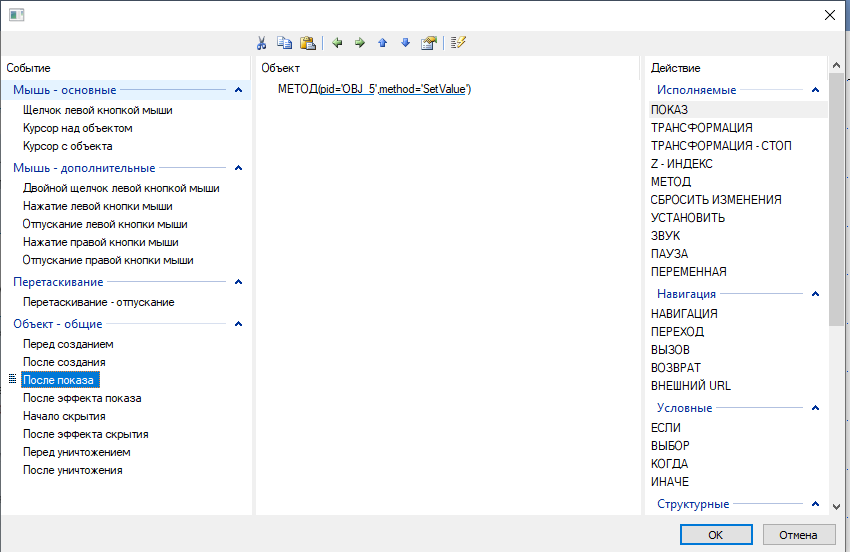 Событие
Мышь - основные
Щелчок левой кнопкой мыши
Курсор над объектом
Курсор с объекта
Мышь - дополнительные
Двойной щелчок левой кнопкой мыши
Нажатие левой кнопки мыши
Отпускание левой кнопки мыши
Нажатие правой кнопки мыши
Отпускание правой кнопки мыши
Перетаскивание
Перетаскивание - отпускание
Объект - общие
Перед созданием
После создания
После показа
После эффекта показа
Начало скрытия
После эффекта скрытия
Перед уничтожением
После уничтожения
Объект
МЕТОД(pid='OBJ_5',method='SetValue')
Действие
Исполняемые
ПОКАЗ
ТРАНСФОРМАЦИЯ
ТРАНСФОРМАЦИЯ - СТОП
Z - ИНДЕКС
МЕТОД
СБРОСИТЬ ИЗМЕНЕНИЯ
УСТАНОВИТЬ
ЗВУК
ПАУЗА
ПЕРЕМЕННАЯ
Навигация
НАВИГАЦИЯ
ПЕРЕХОД
ВЫЗОВ
ВОЗВРАТ
ВНЕШНИЙ URL
Условные
ЕСЛИ
ВЫБОР
КОГДА
ИНАЧЕ
Структурные
OK
Отмена